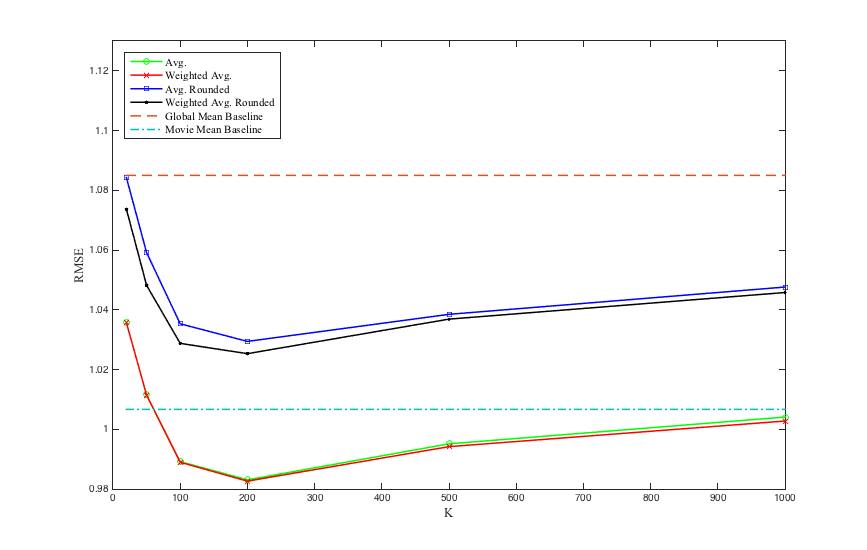 Avg.
Weighted Avg.
Avg. Rounded
Weighted Avg. Rounded
Global Mean Baseline
Movie Mean Baseline
1.12
1.1
1.08
1.06
1.04
1.02
1
0.98
RMSE
0 100 200 300 400 500 600 700 800 900 1000
K